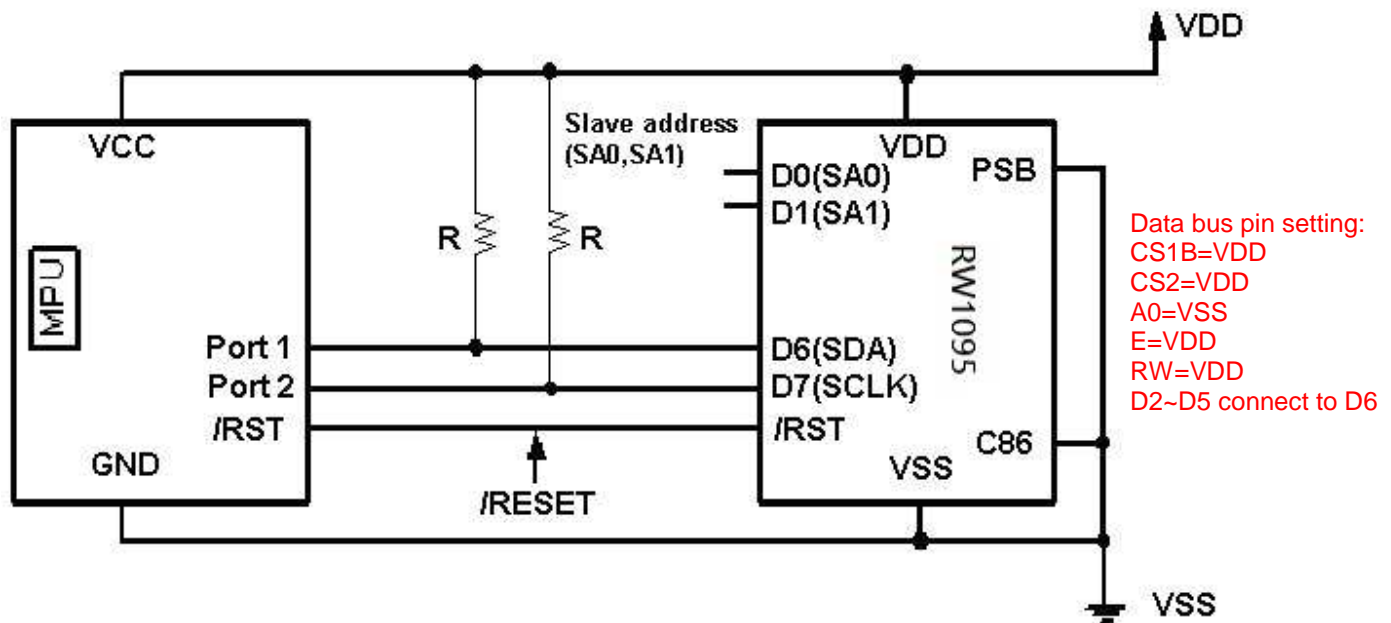 VDD
Slave address
(SA0,SA1)
VCC
VDD
PSB
D0(SA0)
D1(SA1)
R
R
MPU
RW1095
Data bus pin setting:
CS1B=VDD
CS2=VDD
A0=VSS
E=VDD
RW=VDD
D2~D5 connect to D6
Port 1
D6(SDA)
Port 2
D7(SCLK)
/RST
/RST
C86
GND
VSS
/RESET
VSS